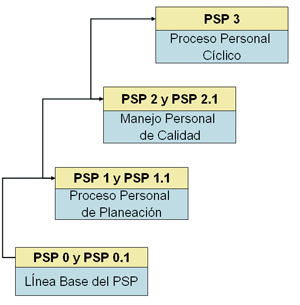 PSP 3
Proceso Personal
Cíclico
PSP 2 y PSP 2.1
Manejo Personal
de Calidad
PSP 1 y PSP 1.1
Proceso Personal
de Planeación
PSP 0 y PSP 0.1
LÍnea Base del PSP